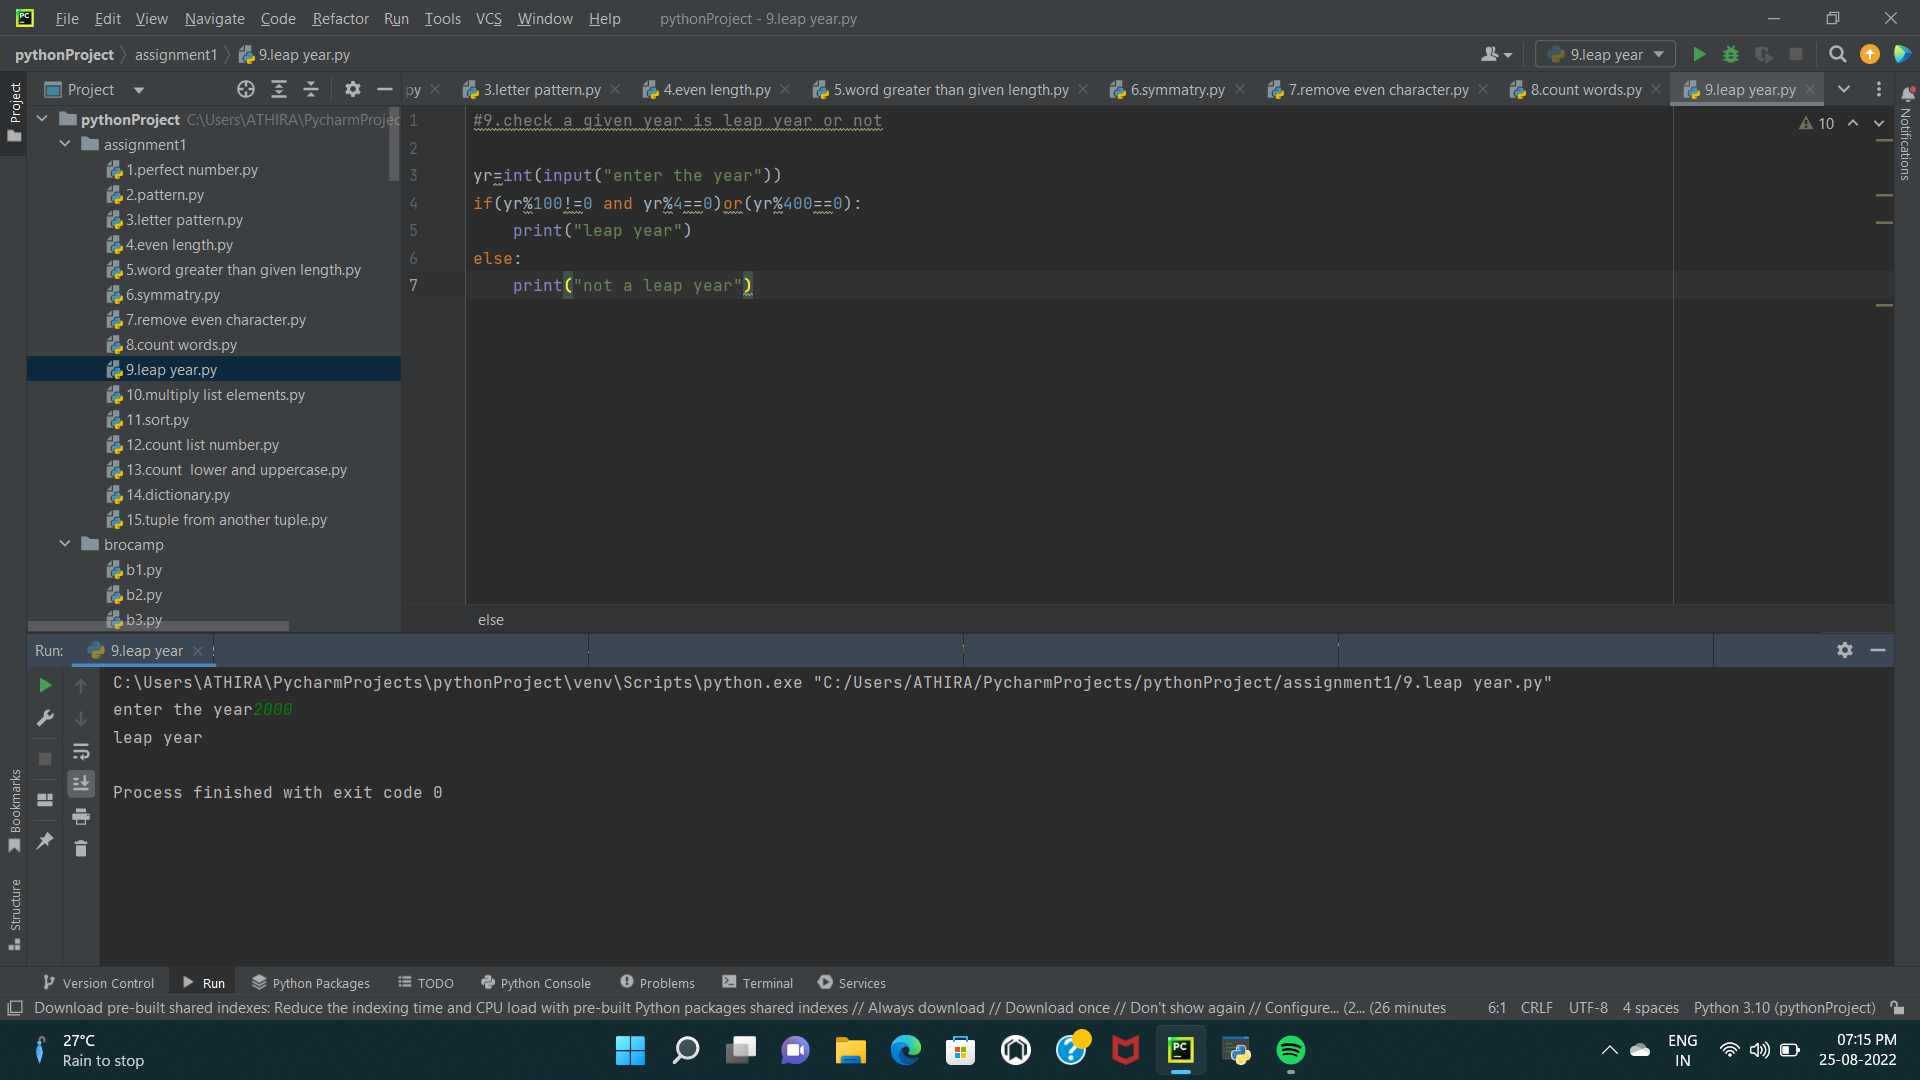 File Edit View Navigate Code Refactor Run Tools VCS Window Help pythonProject - 9.leap year.py
pythonProject assignment1 9.leap year.py 9.leap year
Project
Project py 3.letter pattern.py 4.even length.py 5.word greater than given length.py 6.symmatry.py 7.remove even character.py 8.count words.py 9.leap year.py
Notifications
pythonProject C:\Users\ATHIRA\PycharmProjec
assignment1
1.perfect number.py
2.pattern.py
3.letter pattern.py
4.even length.py
5.word greater than given length.py
6.symmatry.py
7.remove even character.py
8.count words.py
9.leap year.py
10.multiply list elements.py
11.sort.py
12.count list number.py
13.count  lower and uppercase.py
14.dictionary.py
15.tuple from another tuple.py
brocamp
b1.py
b2.py
b3.py
10
1 #9.check a given year is leap year or not
2
3 yr=int(input("enter the year"))
4 if(yr%100!=0 and yr%4==0)or(yr%400==0):
5     print("leap year")
6 else:
7     print("not a leap year")
else
Run: 9.leap year
C:\Users\ATHIRA\PycharmProjects\pythonProject\venv\Scripts\python.exe "C:/Users/ATHIRA/PycharmProjects/pythonProject/assignment1/9.leap year.py"
enter the year2000
leap year
Process finished with exit code 0
Bookmarks
Structure
Version Control Run Python Packages TODO Python Console Problems Terminal Services
Download pre-built shared indexes: Reduce the indexing time and CPU load with pre-built Python packages shared indexes // Always download // Download once // Don't show again // Configure... (2... (26 minutes 6:1 CRLF UTF-8 4 spaces Python 3.10 (pythonProject)
27°C
Rain to stop
PC
ENG
IN
07:15 PM
25-08-2022